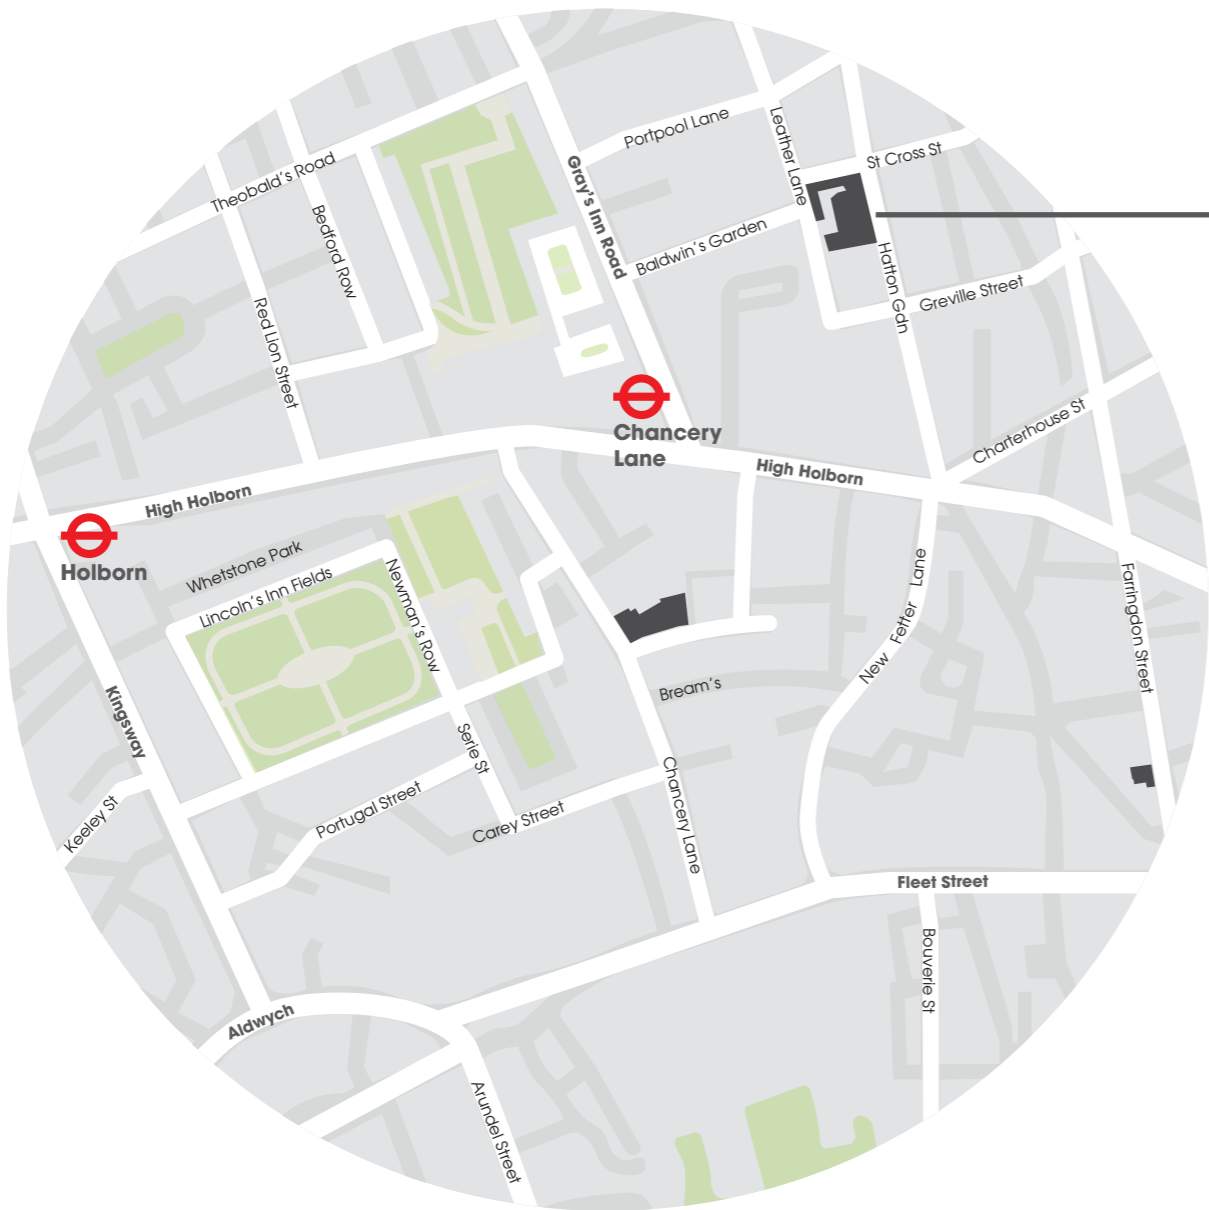 Portpool Lane
Leather Lane
St Cross St
Theobald's Road
Gray's Inn Road
Bedford Row
Baldwin's Garden
Hatton Gdn
Greville Street
Red Lion Street
Chancery
Lane
Charterhouse St
High Holborn
High Holborn
Holborn
Whetstone Park
Lincoln's Inn Fields
Newman's Row
New Fetter Lane
Farringdon Street
Bream's
Kingsway
Serie St
Keeley St
Portugal Street
Carey Street
Chancery Lane
Fleet Street
Bouverie St
Aldwych
Arundel Street